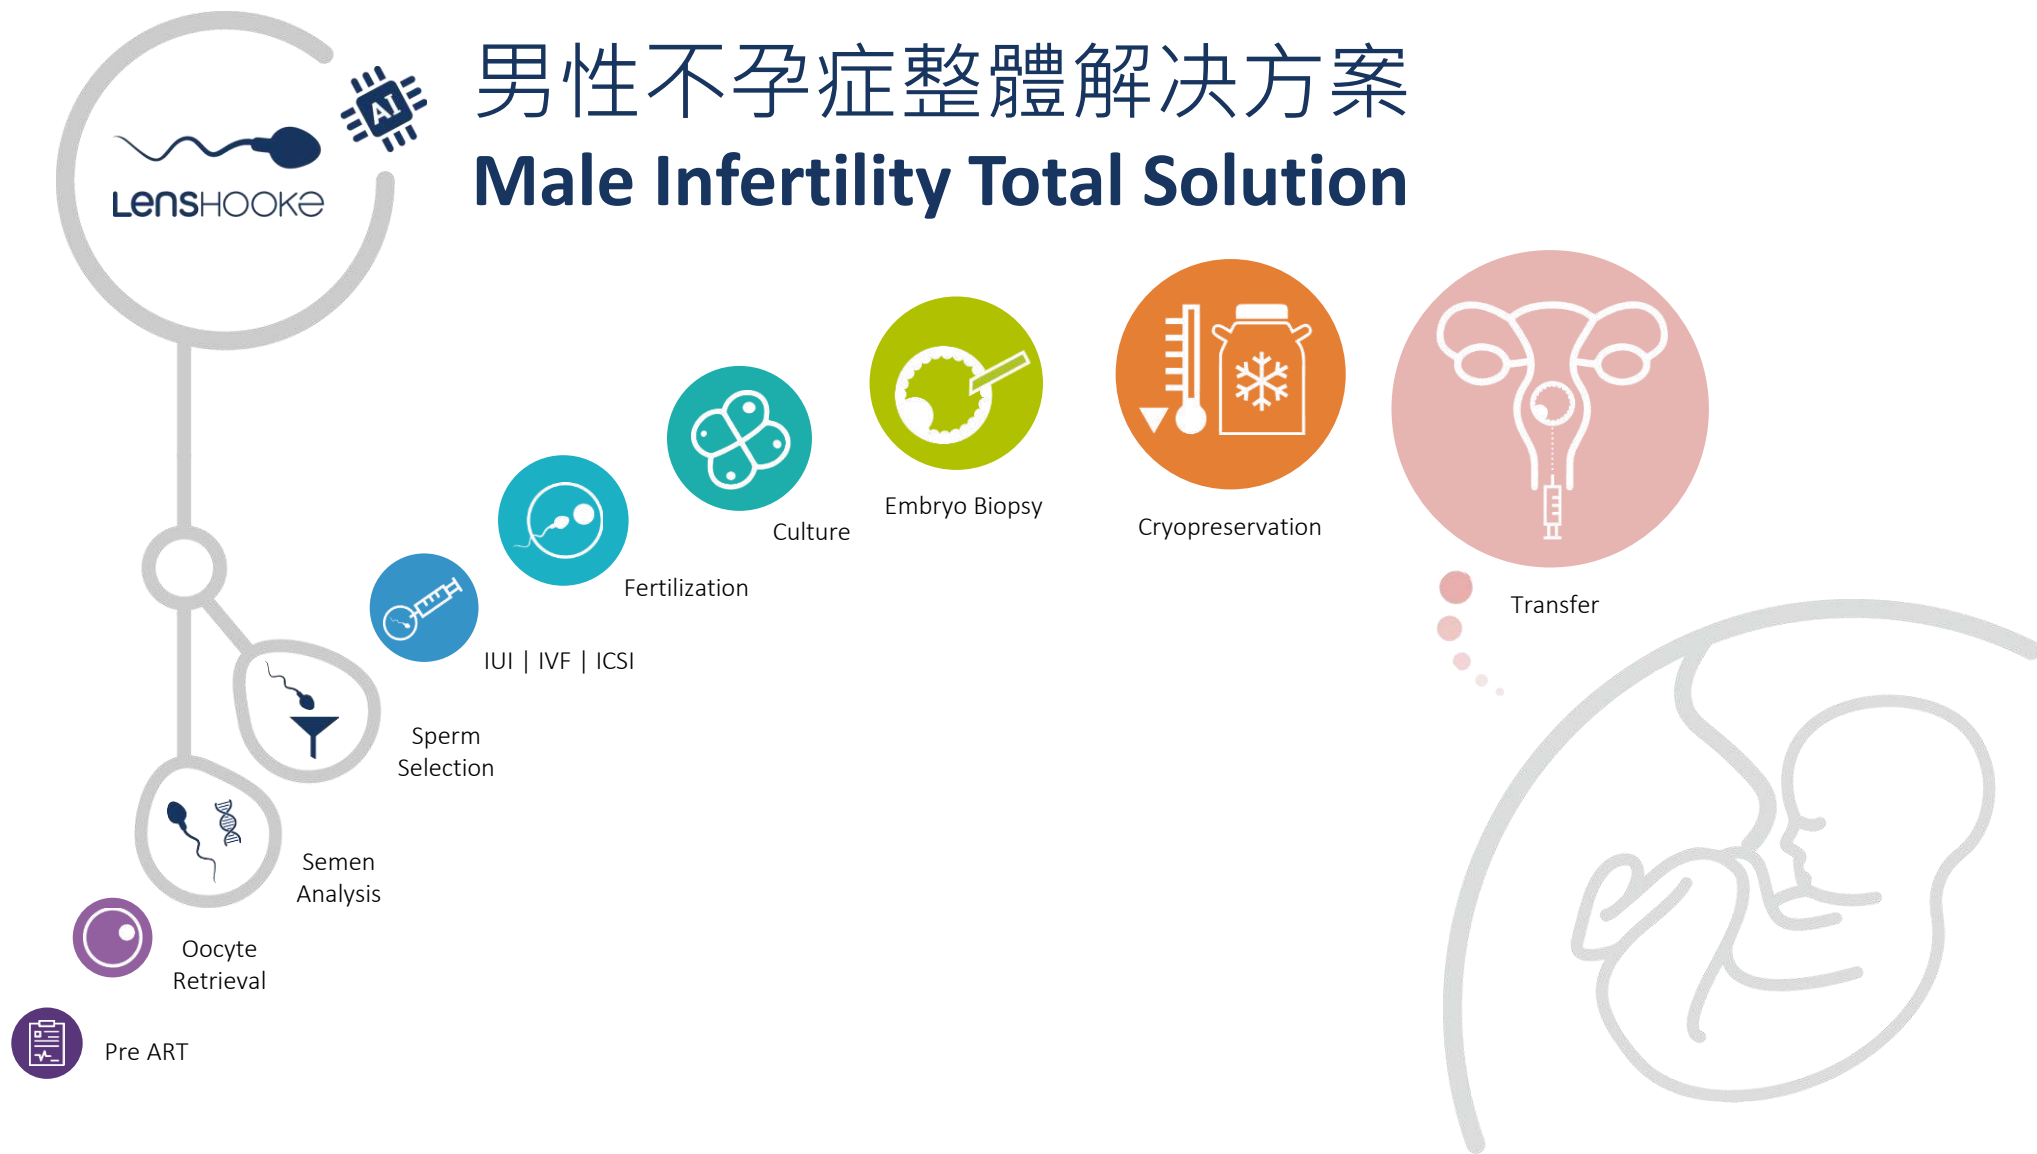 男性不孕症整體解决方案
Male Infertility Total Solution
AI
LENSHOOKE
Embryo Biopsy
Cryopreservation
Culture
Fertilization
Transfer
IUI | IVF | ICSI
Sperm
Selection
Semen
Analysis
Oocyte
Retrieval
Pre ART